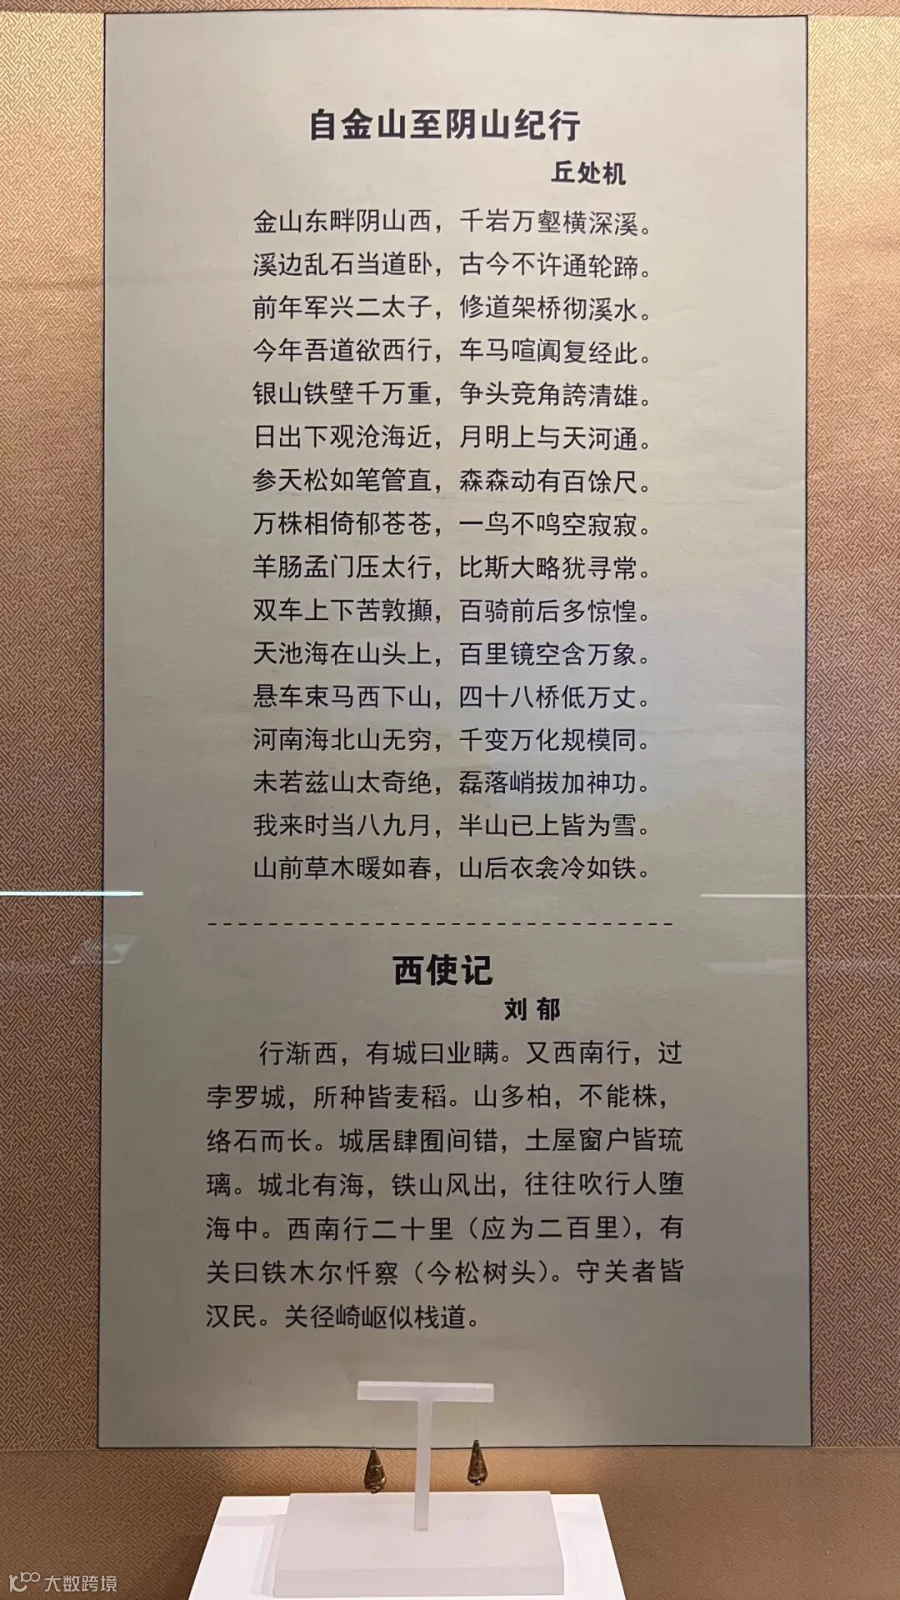 自金山至阴山纪行
丘处机
金山东畔阴山西，千岩万壑横深溪。
溪边乱石当道卧，古今不许通轮蹄。
前年军兴二太子，修道架桥彻溪水。
今年吾道欲西行，车马喧阗复经此。
银山铁壁千万重，争头竞角誇清雄。
日出下观沧海近，月明上与天河通。
参天松如笔管直，森森动有百馀尺。
万株相倚郁苍苍，一鸟不鸣空寂寂。
羊肠孟门压太行，比斯大略犹寻常。
双车上下苦敦攧，百骑前后多惊惶。
天池海在山头上，百里镜空含万象。
悬车束马西下山，四十八桥低万丈。
河南海北山无穷，千变万化规模同。
未若兹山太奇绝，磊落峭拔加神功。
我来时当八九月，半山已上皆为雪。
山前草木暖如春，山后衣衾冷如铁。
西使记
刘郁
行渐西，有城曰业瞒。又西南行，过
孛罗城，所种皆麦稻。山多柏，不能株，
络石而长。城居肆囿间错，土屋窗户皆琉
璃。城北有海，铁山风出，往往吹行人堕
海中。西南行二十里（应为二百里），有
关曰铁木尔忏察（今松树头）。守关者皆
汉民。关径崎岖似栈道。
大数跨境